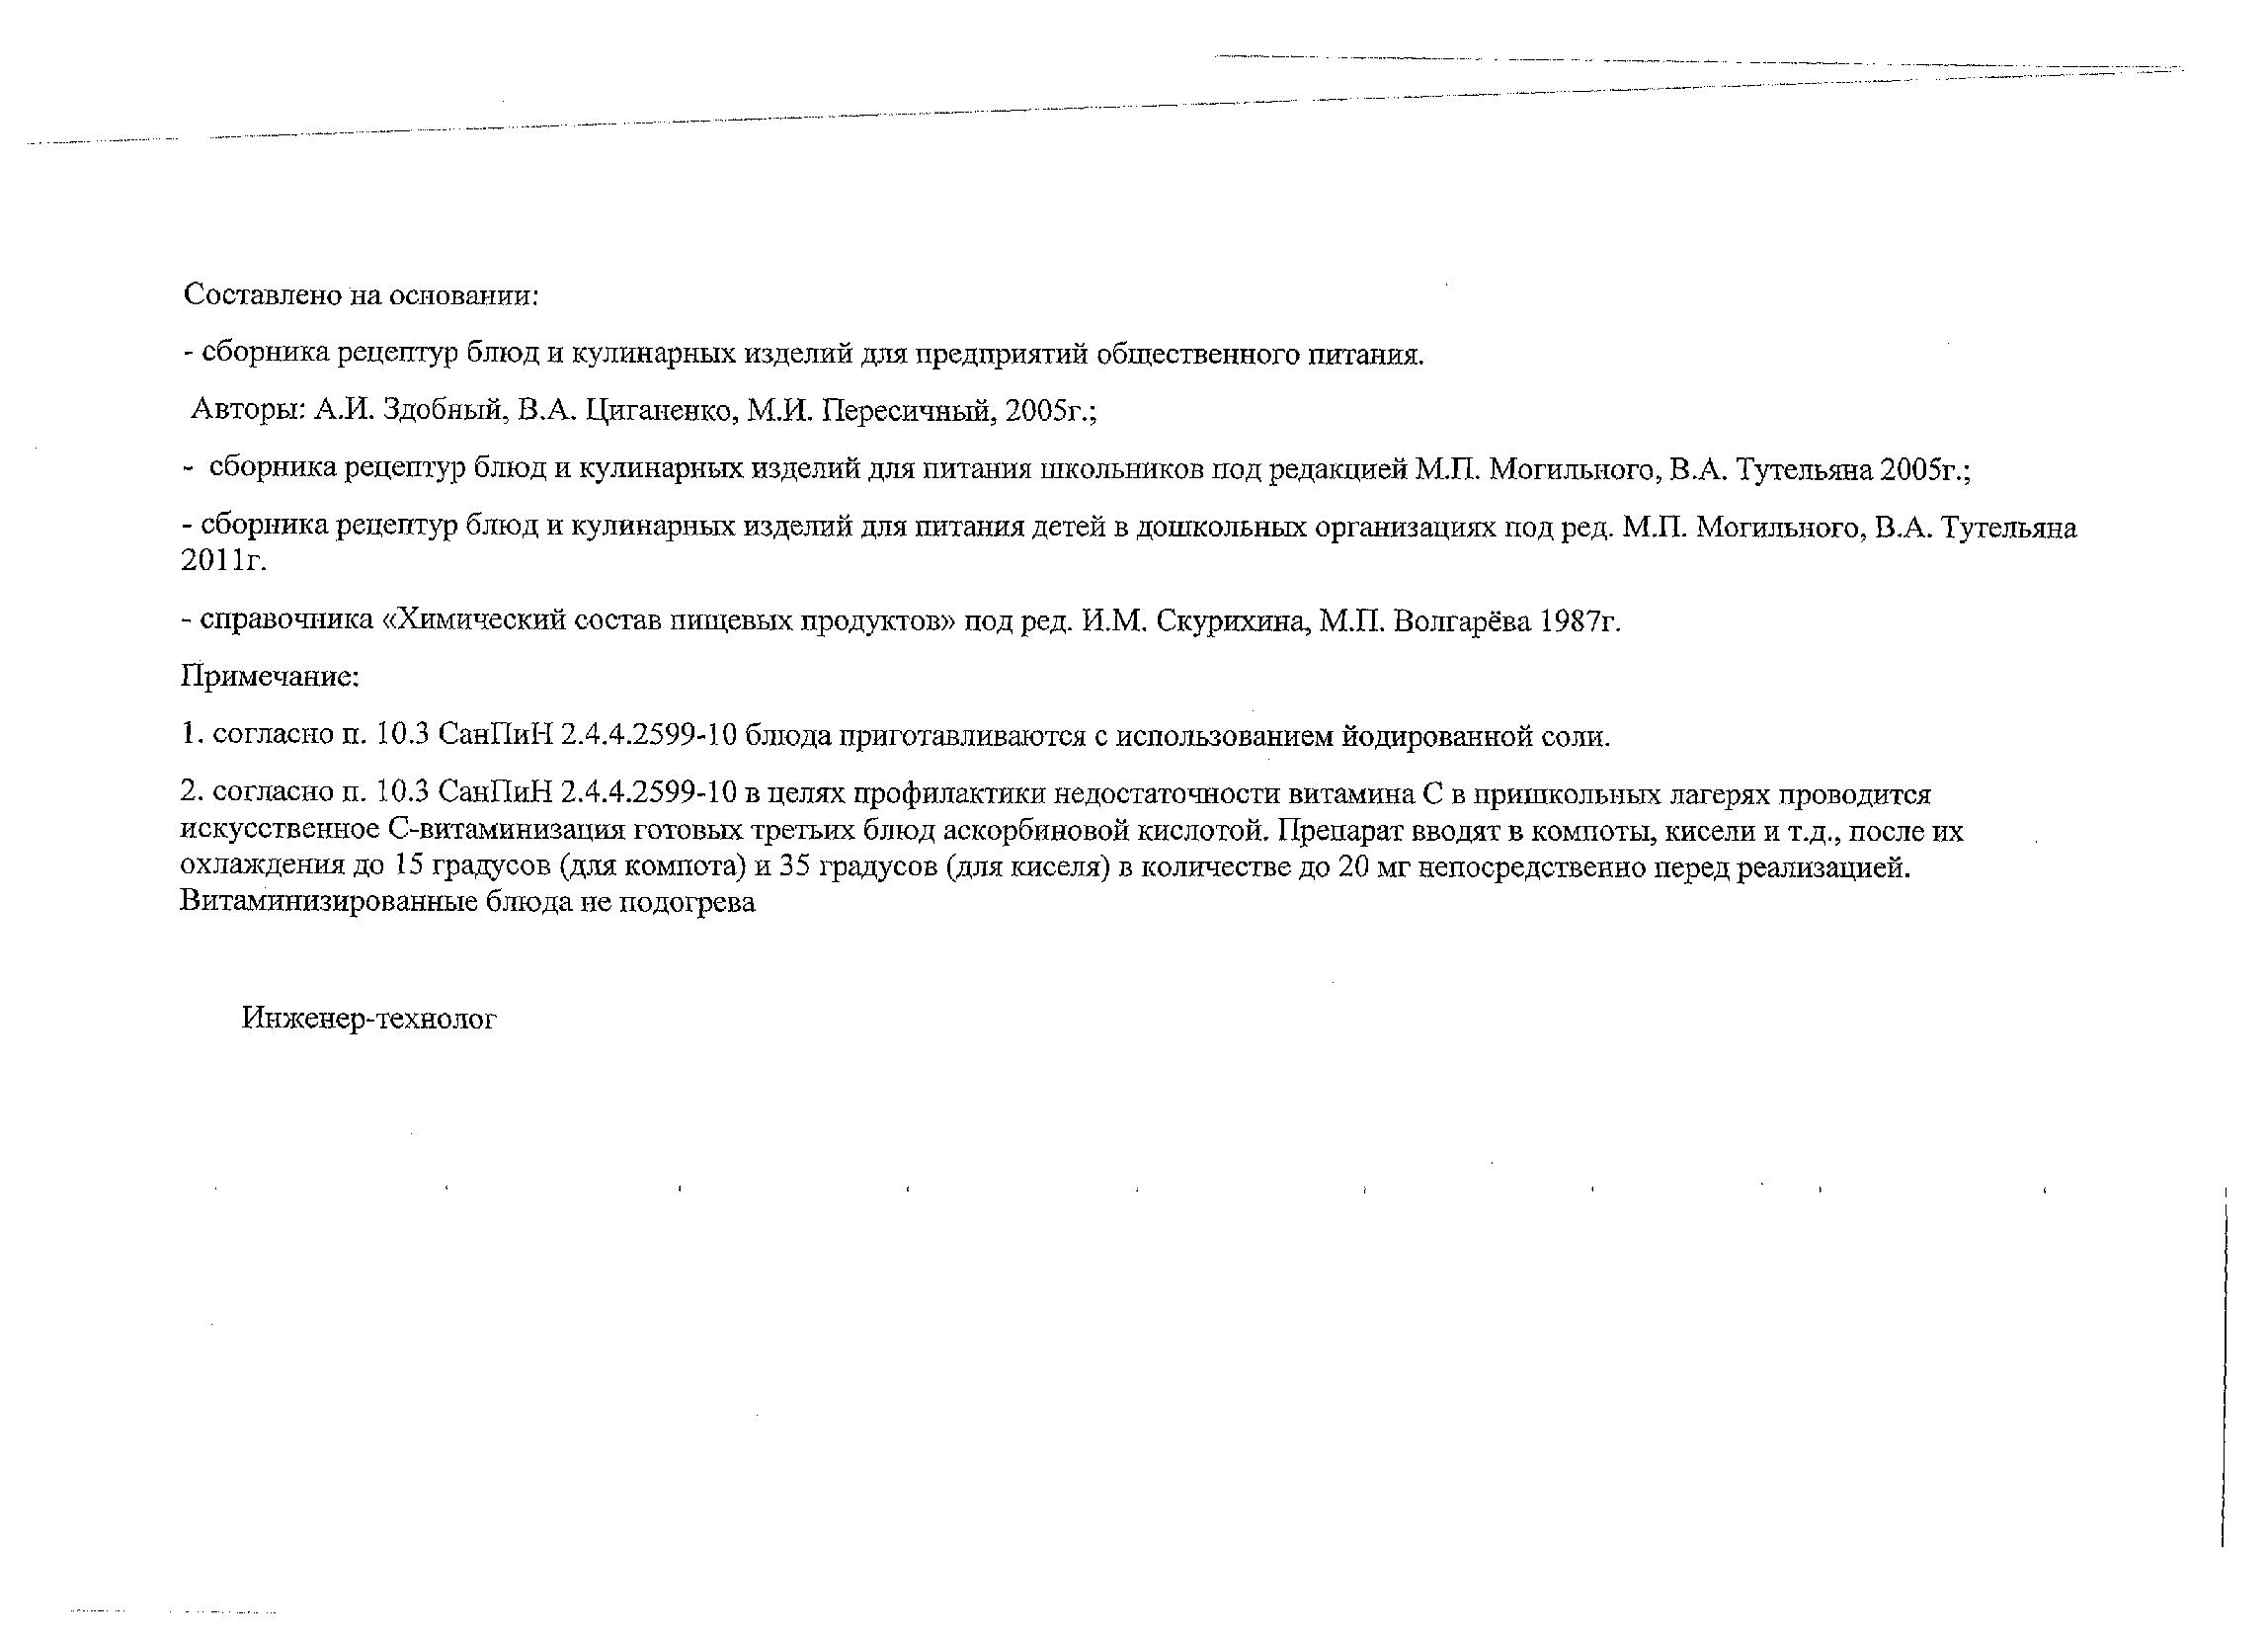 Составлено на основании:
- сборника рецептур блюд и кулинарных изделий для предприятий общественного питания.
Авторы: А.И. Здобный, В.А. Циганенко, М.И. Пересичный, 2005г.;
- сборника рецептур блюд и кулинарных изделий для питания школьников под редакцией М.П. Могильного, В.А. Тутельяна 2005г.;
- сборника рецептур блюд и кулинарных изделий для питания детей в дошкольных организациях под ред. М.П. Могильного, В.А. Тутельяна
2011г.
- справочника «Химический состав пищевых продуктов» под ред. И.М. Скурихина, М.П. Волгарёва 1987г.
Примечание:
1. согласно п. 10.3 СанПиН 2.4.4.2599-10 блюда приготавливаются с использованием йодированной соли.
2. согласно п. 10.3 СанПиН 2.4.4.2599-10 в целях профилактики недостаточности витамина С в пришкольных лагерях проводится
искусственное С-витаминизация готовых третьих блюд аскорбиновой кислотой. Препарат вводят в компоты, кисели и т.д., после их
охлаждения до 15 градусов (для компота) и 35 градусов (для киселя) в количестве до 20 мг непосредственно перед реализацией.
Витаминизированные блюда не подогрева
Инженер-технолог